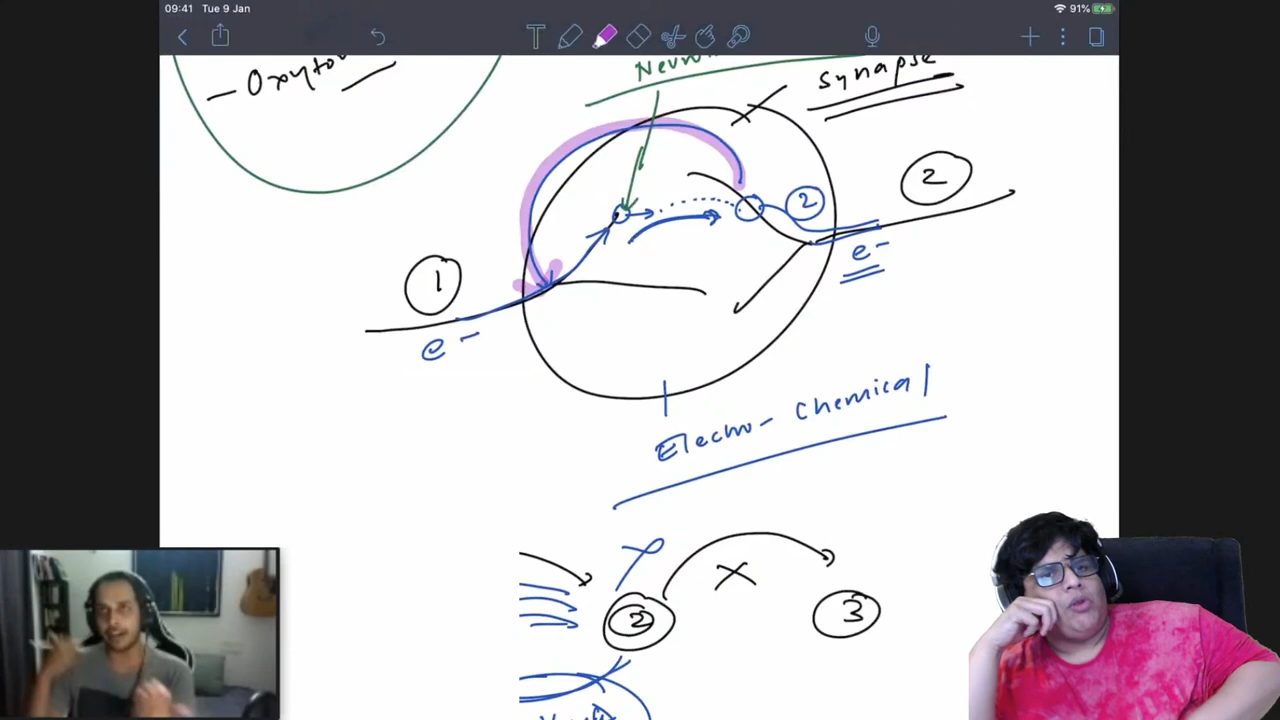 09:41 Tue 9 Jan
91%
T
Synapse
2
2
e-
1
e-
Electro-Chemical
2
3